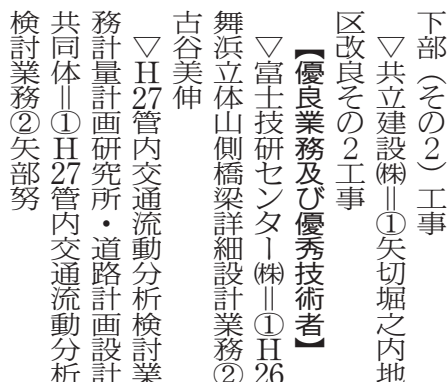 下部（その2）工事
▽共立建設㈱＝①矢切堀之内地
区改良その2工事
【優良業務及び優秀技術者】
▽富士技研センター㈱＝①H26
舞浜立体山側橋梁詳細設計業務②
古谷美伸
▽H27管内交通流動分析検討業
務計量計画研究所・道路計画設計
共同体＝①H27管内交通流動分析
検討業務②矢部努